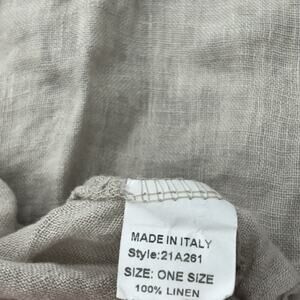 MADE IN ITALY
Style:21A261
SIZE: ONE SIZE
100% LINEN